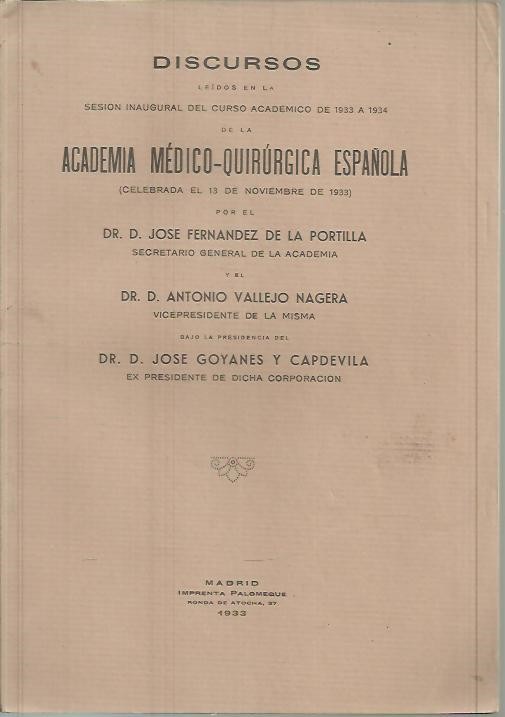 DISCURSOS
LEÍDOS EN LA
SESION INAUGURAL DEL CURSO ACADEMICO DE 1933 A 1934
DE LA
ACADEMIA MÉDICO-QUIRÚRGICA ESPAÑOLA
(CELEBRADA EL 13 DE NOVIEMBRE DE 1933)
POR EL
DR. D. JOSE FERNANDEZ DE LA PORTILLA
SECRETARIO GENERAL DE LA ACADEMIA
Y EL
DR. D. ANTONIO VALLEJO NAGERA
VICEPRESIDENTE DE LA MISMA
BAJO LA PRESIDENCIA DEL
DR. D. JOSE GOYANES Y CAPDEVILA
EX PRESIDENTE DE DICHA CORPORACION
MADRID
IMPRENTA PALOMEQUE
RONDA DE ATOCHA, 37
1933